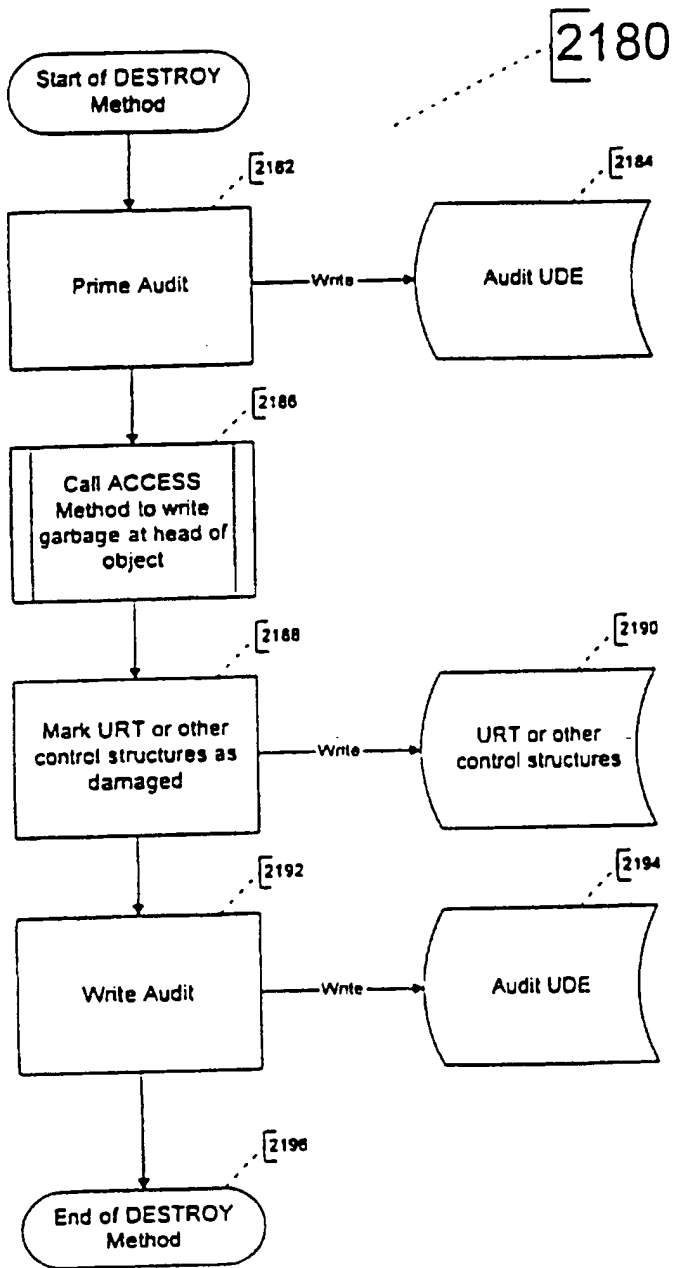 2180
Start of DESTROY
Method
2182
2184
Prime Audit
Write
Audit UDE
2186
Call ACCESS
Method to write
garbage at head of
object
2188
2190
Mark URT or other
control structures as
damaged
Write
URT or other
control structures
2192
2194
Write Audit
Write
Audit UDE
2196
End of DESTROY
Method